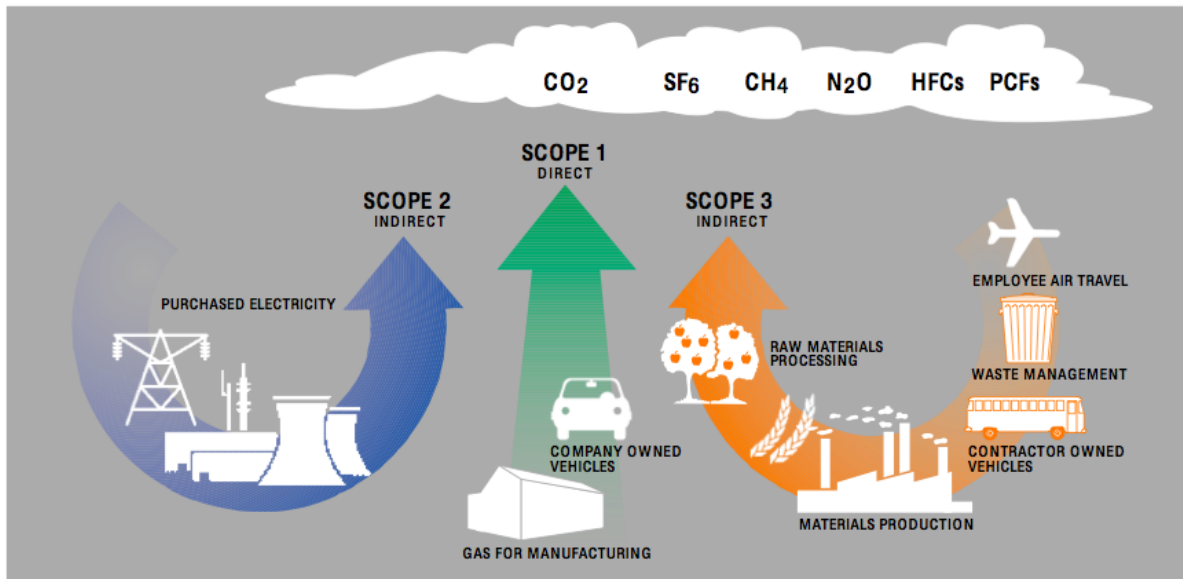 CO2 SF6 CH4 N2O HFCs PCFs
SCOPE 1
DIRECT
SCOPE 2
INDIRECT
SCOPE 3
INDIRECT
PURCHASED ELECTRICITY
COMPANY OWNED
VEHICLES
GAS FOR MANUFACTURING
RAW MATERIALS
PROCESSING
MATERIALS PRODUCTION
EMPLOYEE AIR TRAVEL
WASTE MANAGEMENT
CONTRACTOR OWNED
VEHICLES